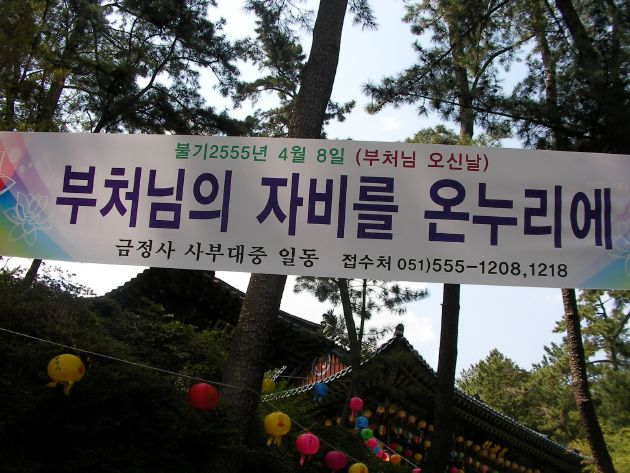 불기2555년 4월 8일 (부처님 오신날)
부처님의 자비를 온누리에
금정사 사부대중 일동 접수처 051)555-1208,1218